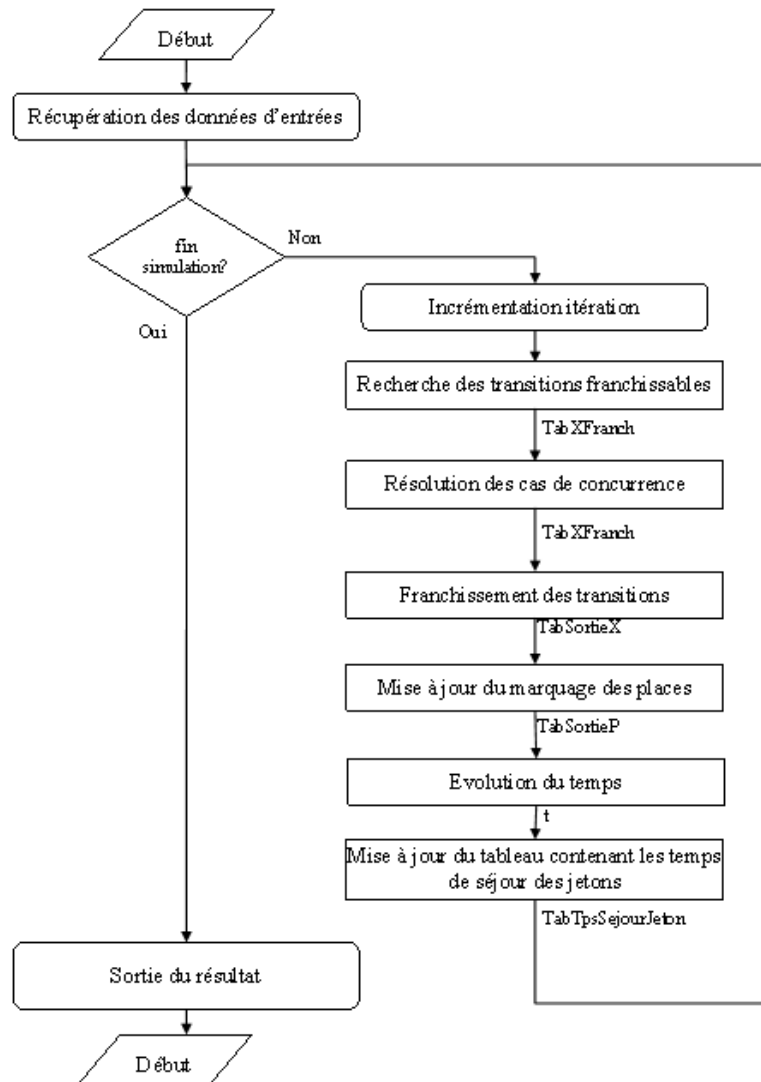 Début
Récupération des données d'entrées
fin
simulation?
Non
Oui
Incrémentation itération
Recherche des transitions franchissables
TabXFranch
Résolution des cas de concurrence
TabXFranch
Franchissement des transitions
TabSortieX
Mise à jour du marquage des places
TabSortieP
Evolution du temps
t
Mise à jour du tableau contenant les temps
de séjour des jetons
TabTpsSejourJeton
Sortie du résultat
Début